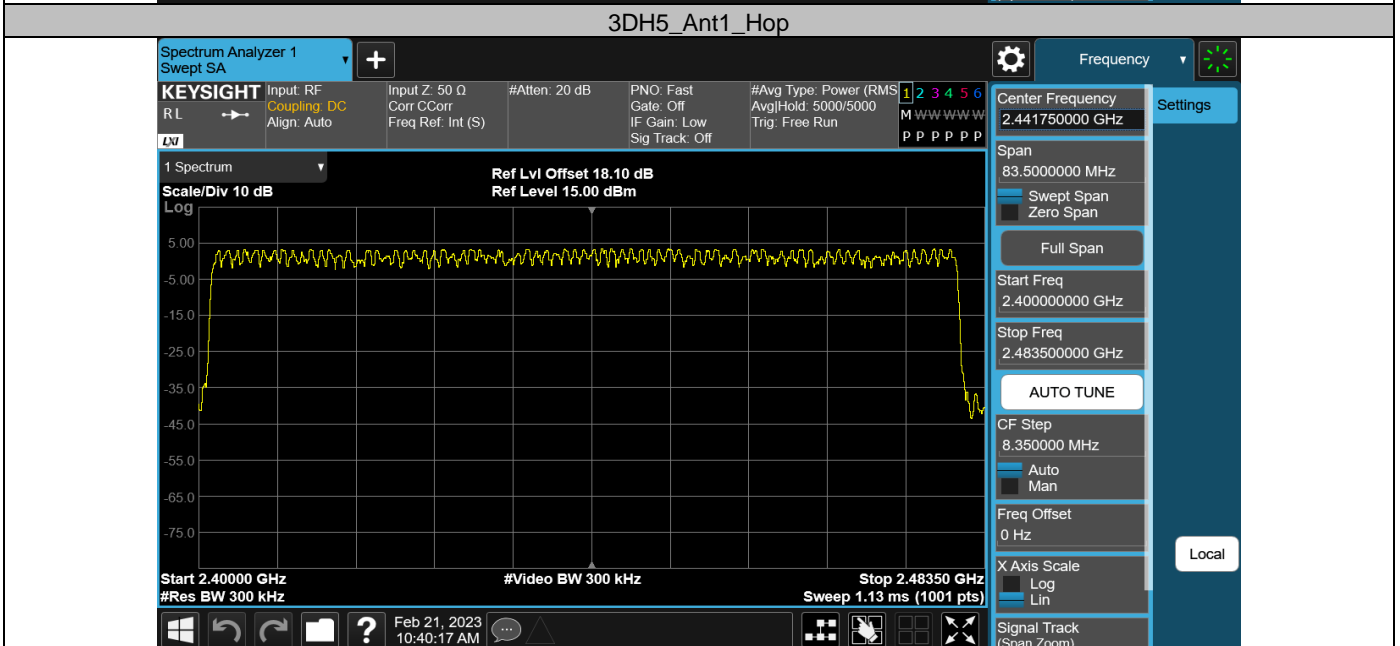 3DH5_Ant1_Hop
Spectrum Analyzer 1
Swept SA
Frequency
KEYSIGHT
R L
LXI
Input: RF
Coupling: DC
Align: Auto
Input Z: 50 Ω
Corr CCorr
Freq Ref: Int (S)
#Atten: 20 dB
PNO: Fast
Gate: Off
IF Gain: Low
Sig Track: Off
#Avg Type: Power (RMS
Avg|Hold: 5000/5000
Trig: Free Run
1 2 3 4 5 6
M W W W W W
P P P P P P
1 Spectrum
Scale/Div 10 dB
Ref Lvl Offset 18.10 dB
Ref Level 15.00 dBm
Log
5.00
-5.00
-15.0
-25.0
-35.0
-45.0
-55.0
-65.0
-75.0
Start 2.40000 GHz
#Video BW 300 kHz
Stop 2.48350 GHz
#Res BW 300 kHz
Sweep 1.13 ms (1001 pts)
Feb 21, 2023
10:40:17 AM
Center Frequency
2.441750000 GHz
Settings
Span
83.5000000 MHz
Swept Span
Zero Span
Full Span
Start Freq
2.400000000 GHz
Stop Freq
2.483500000 GHz
AUTO TUNE
CF Step
8.350000 MHz
Auto
Man
Freq Offset
0 Hz
Local
X Axis Scale
Log
Lin
Signal Track
(Span Zoom)